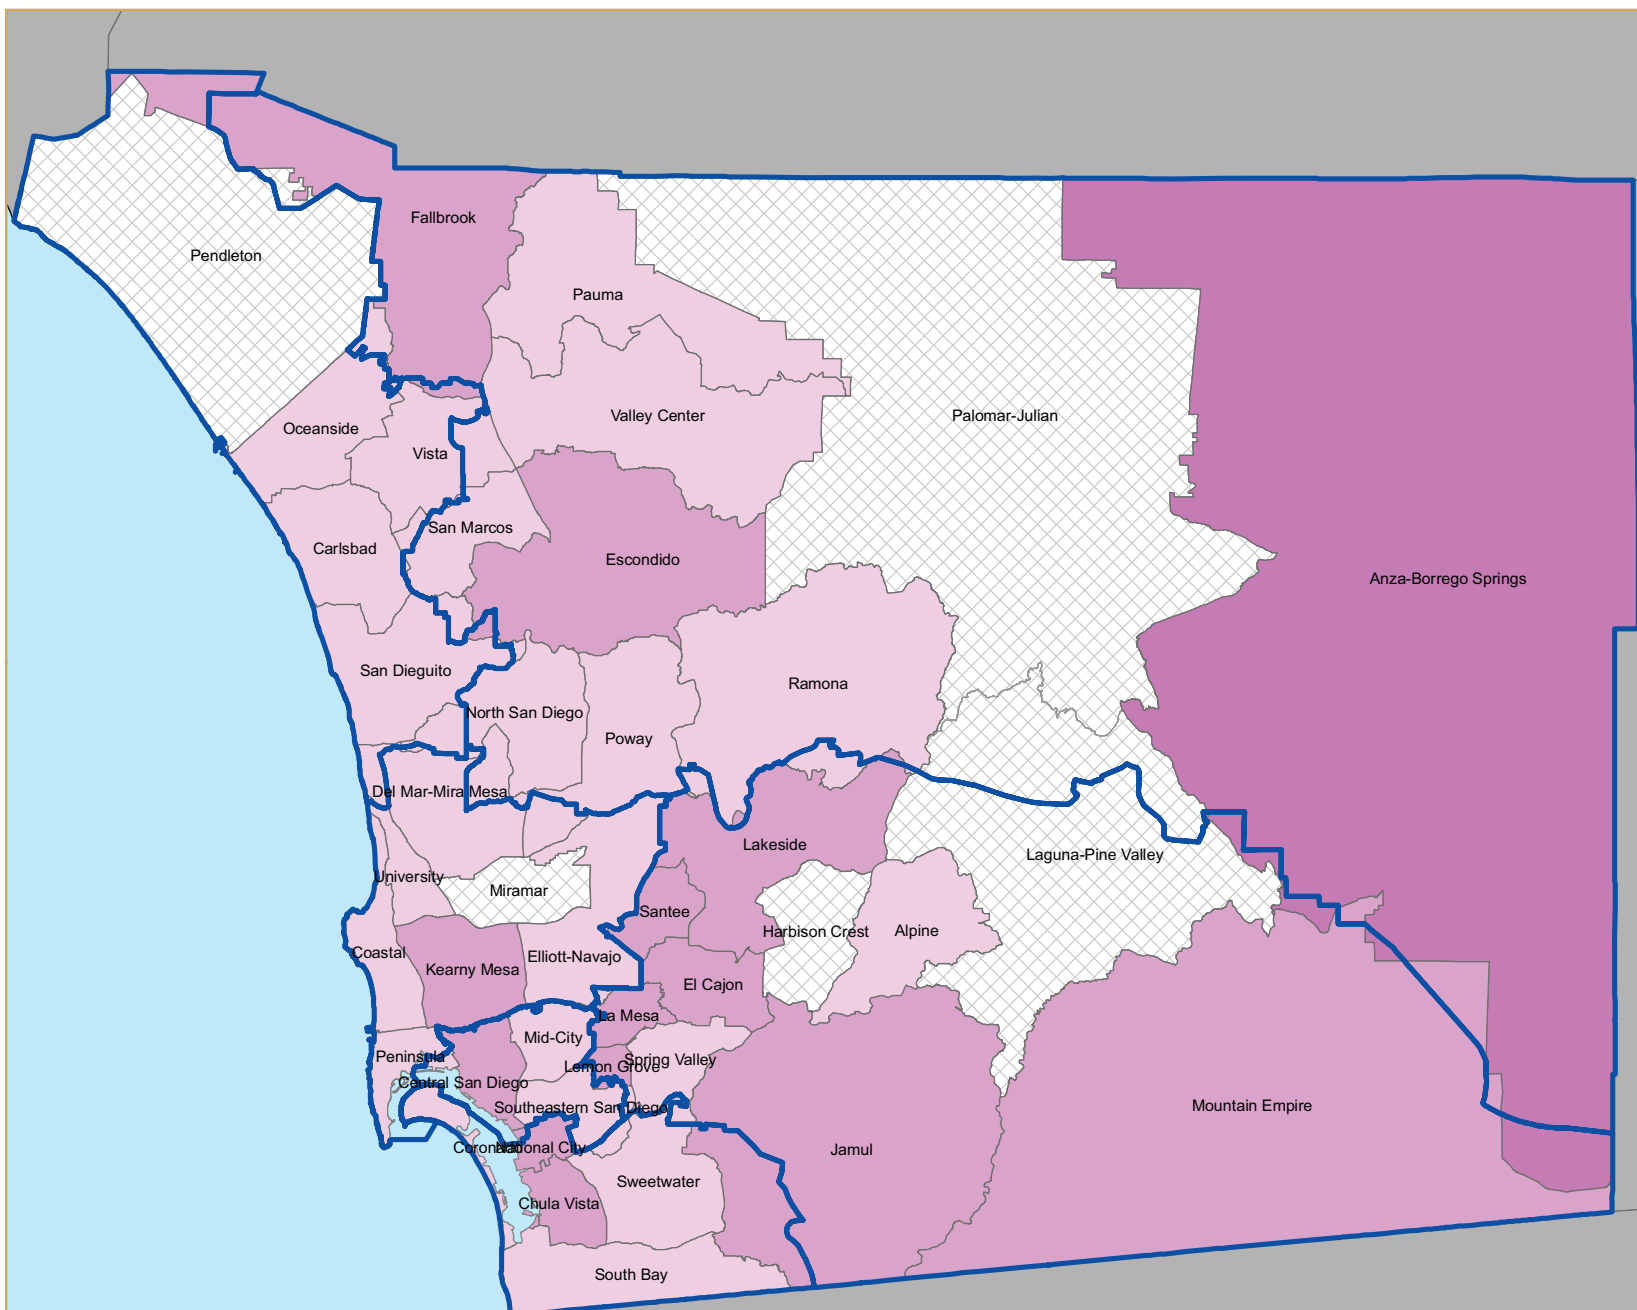 Fallbrook
Pendleton
Pauma
Valley Center
Palomar-Julian
Oceanside
Vista
San Marcos
Carlsbad
Escondido
Anza-Borrego Springs
San Dieguito
Ramona
North San Diego
Poway
Del Mar-Mira Mesa
Lakeside
Laguna-Pine Valley
University
Miramar
Santee
Harbison Crest
Alpine
Coastal
Elliott-Navajo
Kearny Mesa
El Cajon
La Mesa
Mid-City
Peninsula
Spring Valley
Lemon Grove
Central San Diego
Southeastern San Diego
Mountain Empire
Coronado
National City
Jamul
Sweetwater
Chula Vista
South Bay